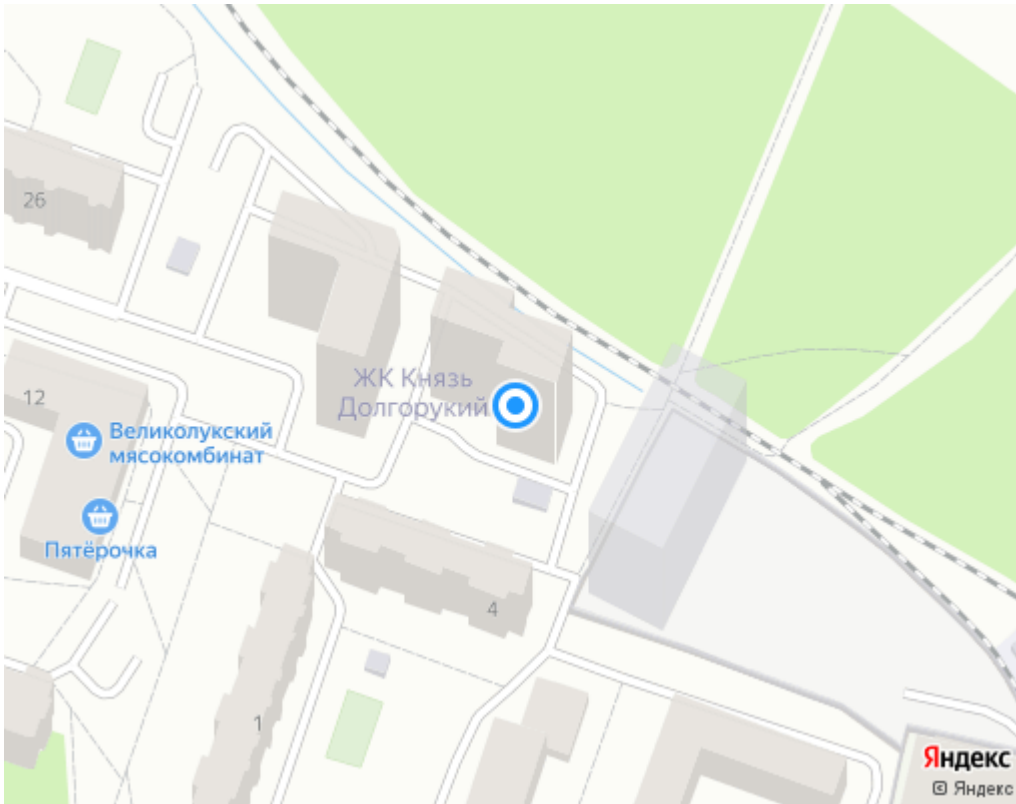 26
ЖК Князь
Долгорукий
12
Великолукский
мясокомбинат
Пятёрочка
4
1
Яндекс
© Яндекс